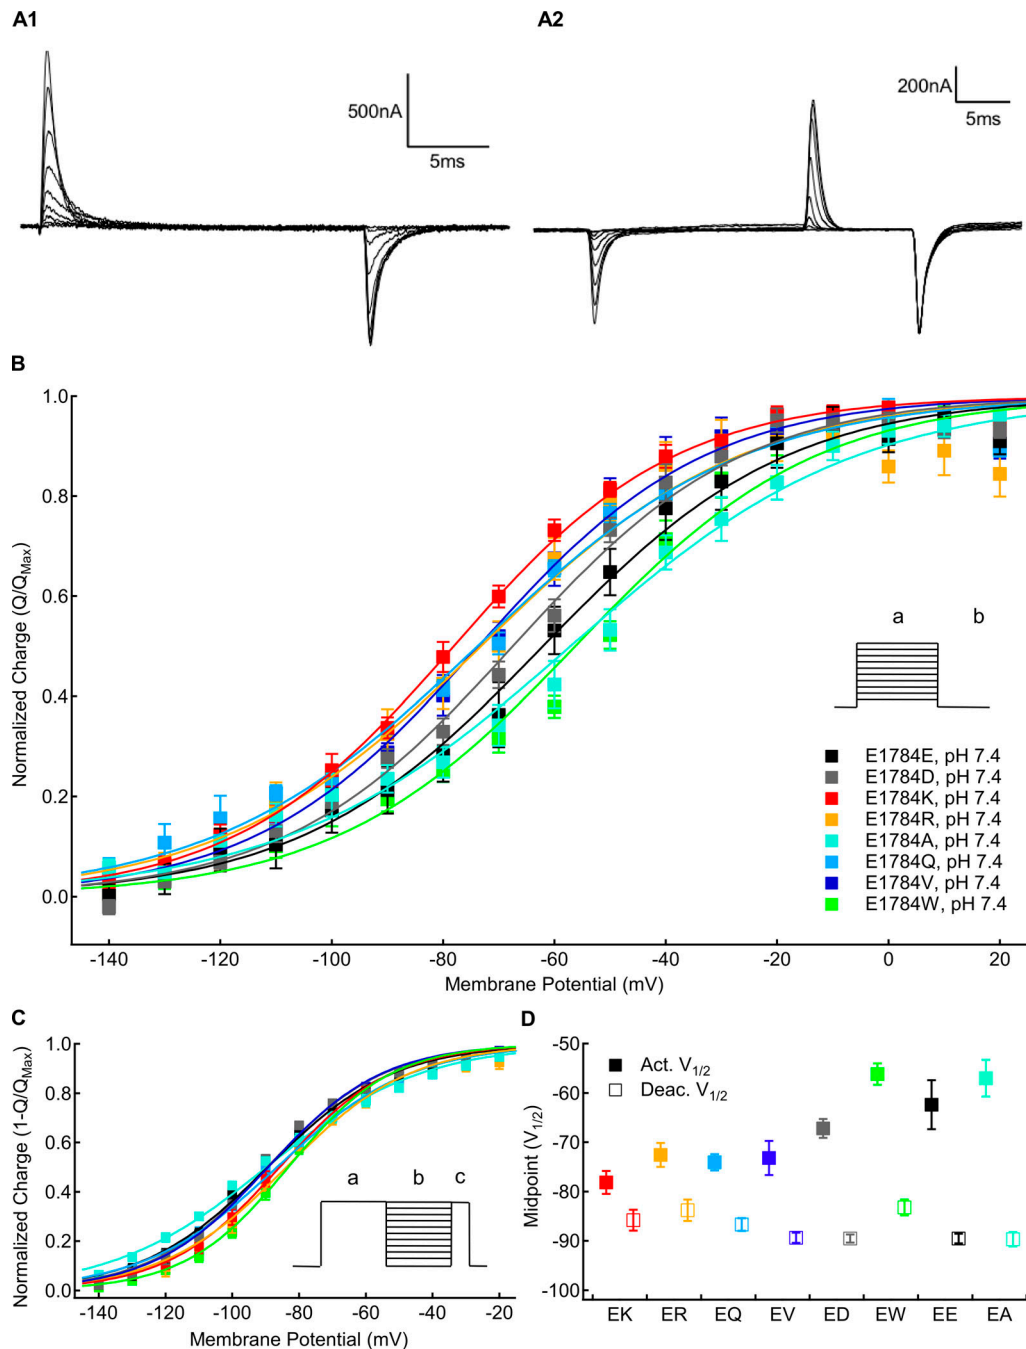 A1
A2
500nA
5ms
200nA
5ms
B
1.0
0.8
0.6
0.4
0.2
0.0
Normalized Charge (Q/QMax)
-140
-120
-100
-80
-60
-40
-20
0
20
Membrane Potential (mV)
a
b
E1784E, pH 7.4
E1784D, pH 7.4
E1784K, pH 7.4
E1784R, pH 7.4
E1784A, pH 7.4
E1784Q, pH 7.4
E1784V, pH 7.4
E1784W, pH 7.4
C
1.0
0.8
0.6
0.4
0.2
0.0
Normalized Charge (1-Q/QMax)
-140
-120
-100
-80
-60
-40
-20
Membrane Potential (mV)
a
b
c
D
-50
-60
-70
-80
-90
-100
Midpoint (V1/2)
Act. V1/2
Deac. V1/2
EK
ER
EQ
EV
ED
EW
EE
EA